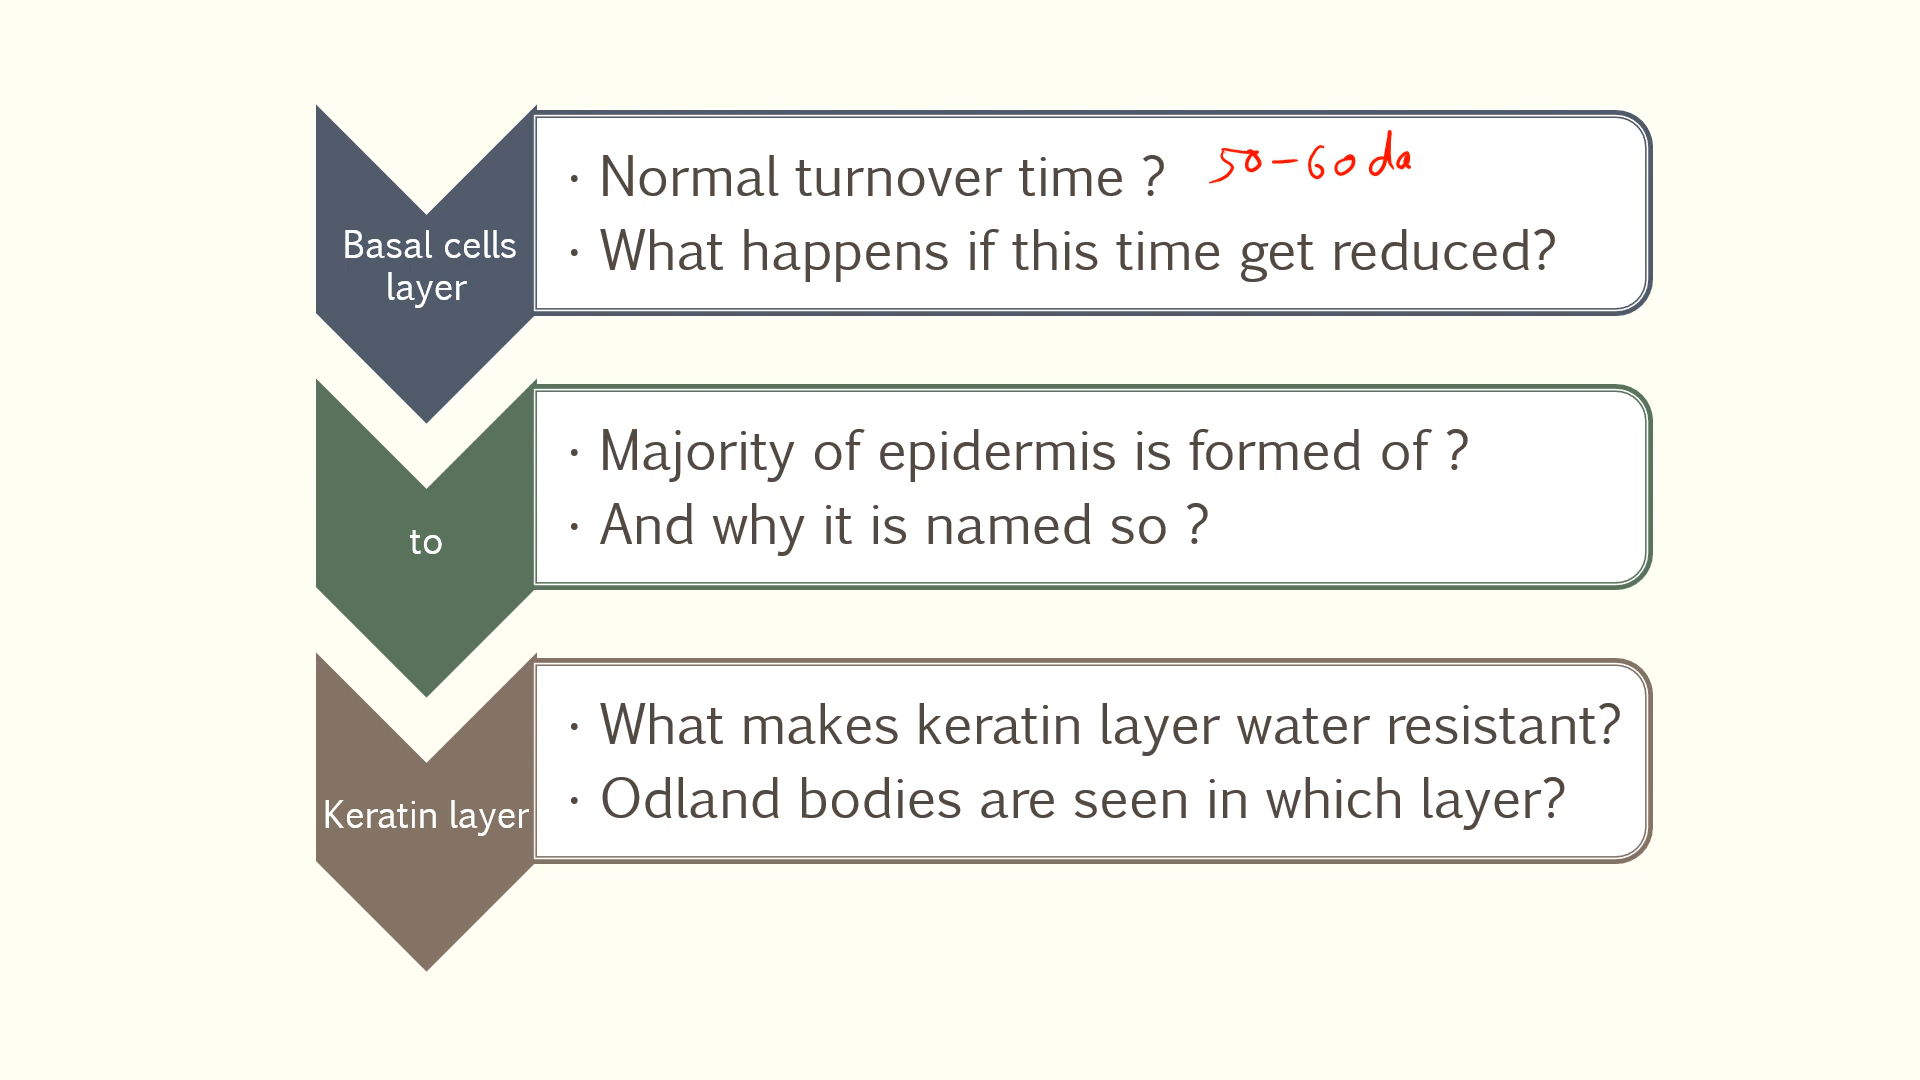 Basal cells
layer
· Normal turnover time ? 50-60 da
· What happens if this time get reduced?
to
· Majority of epidermis is formed of ?
· And why it is named so ?
Keratin layer
· What makes keratin layer water resistant?
· Odland bodies are seen in which layer?